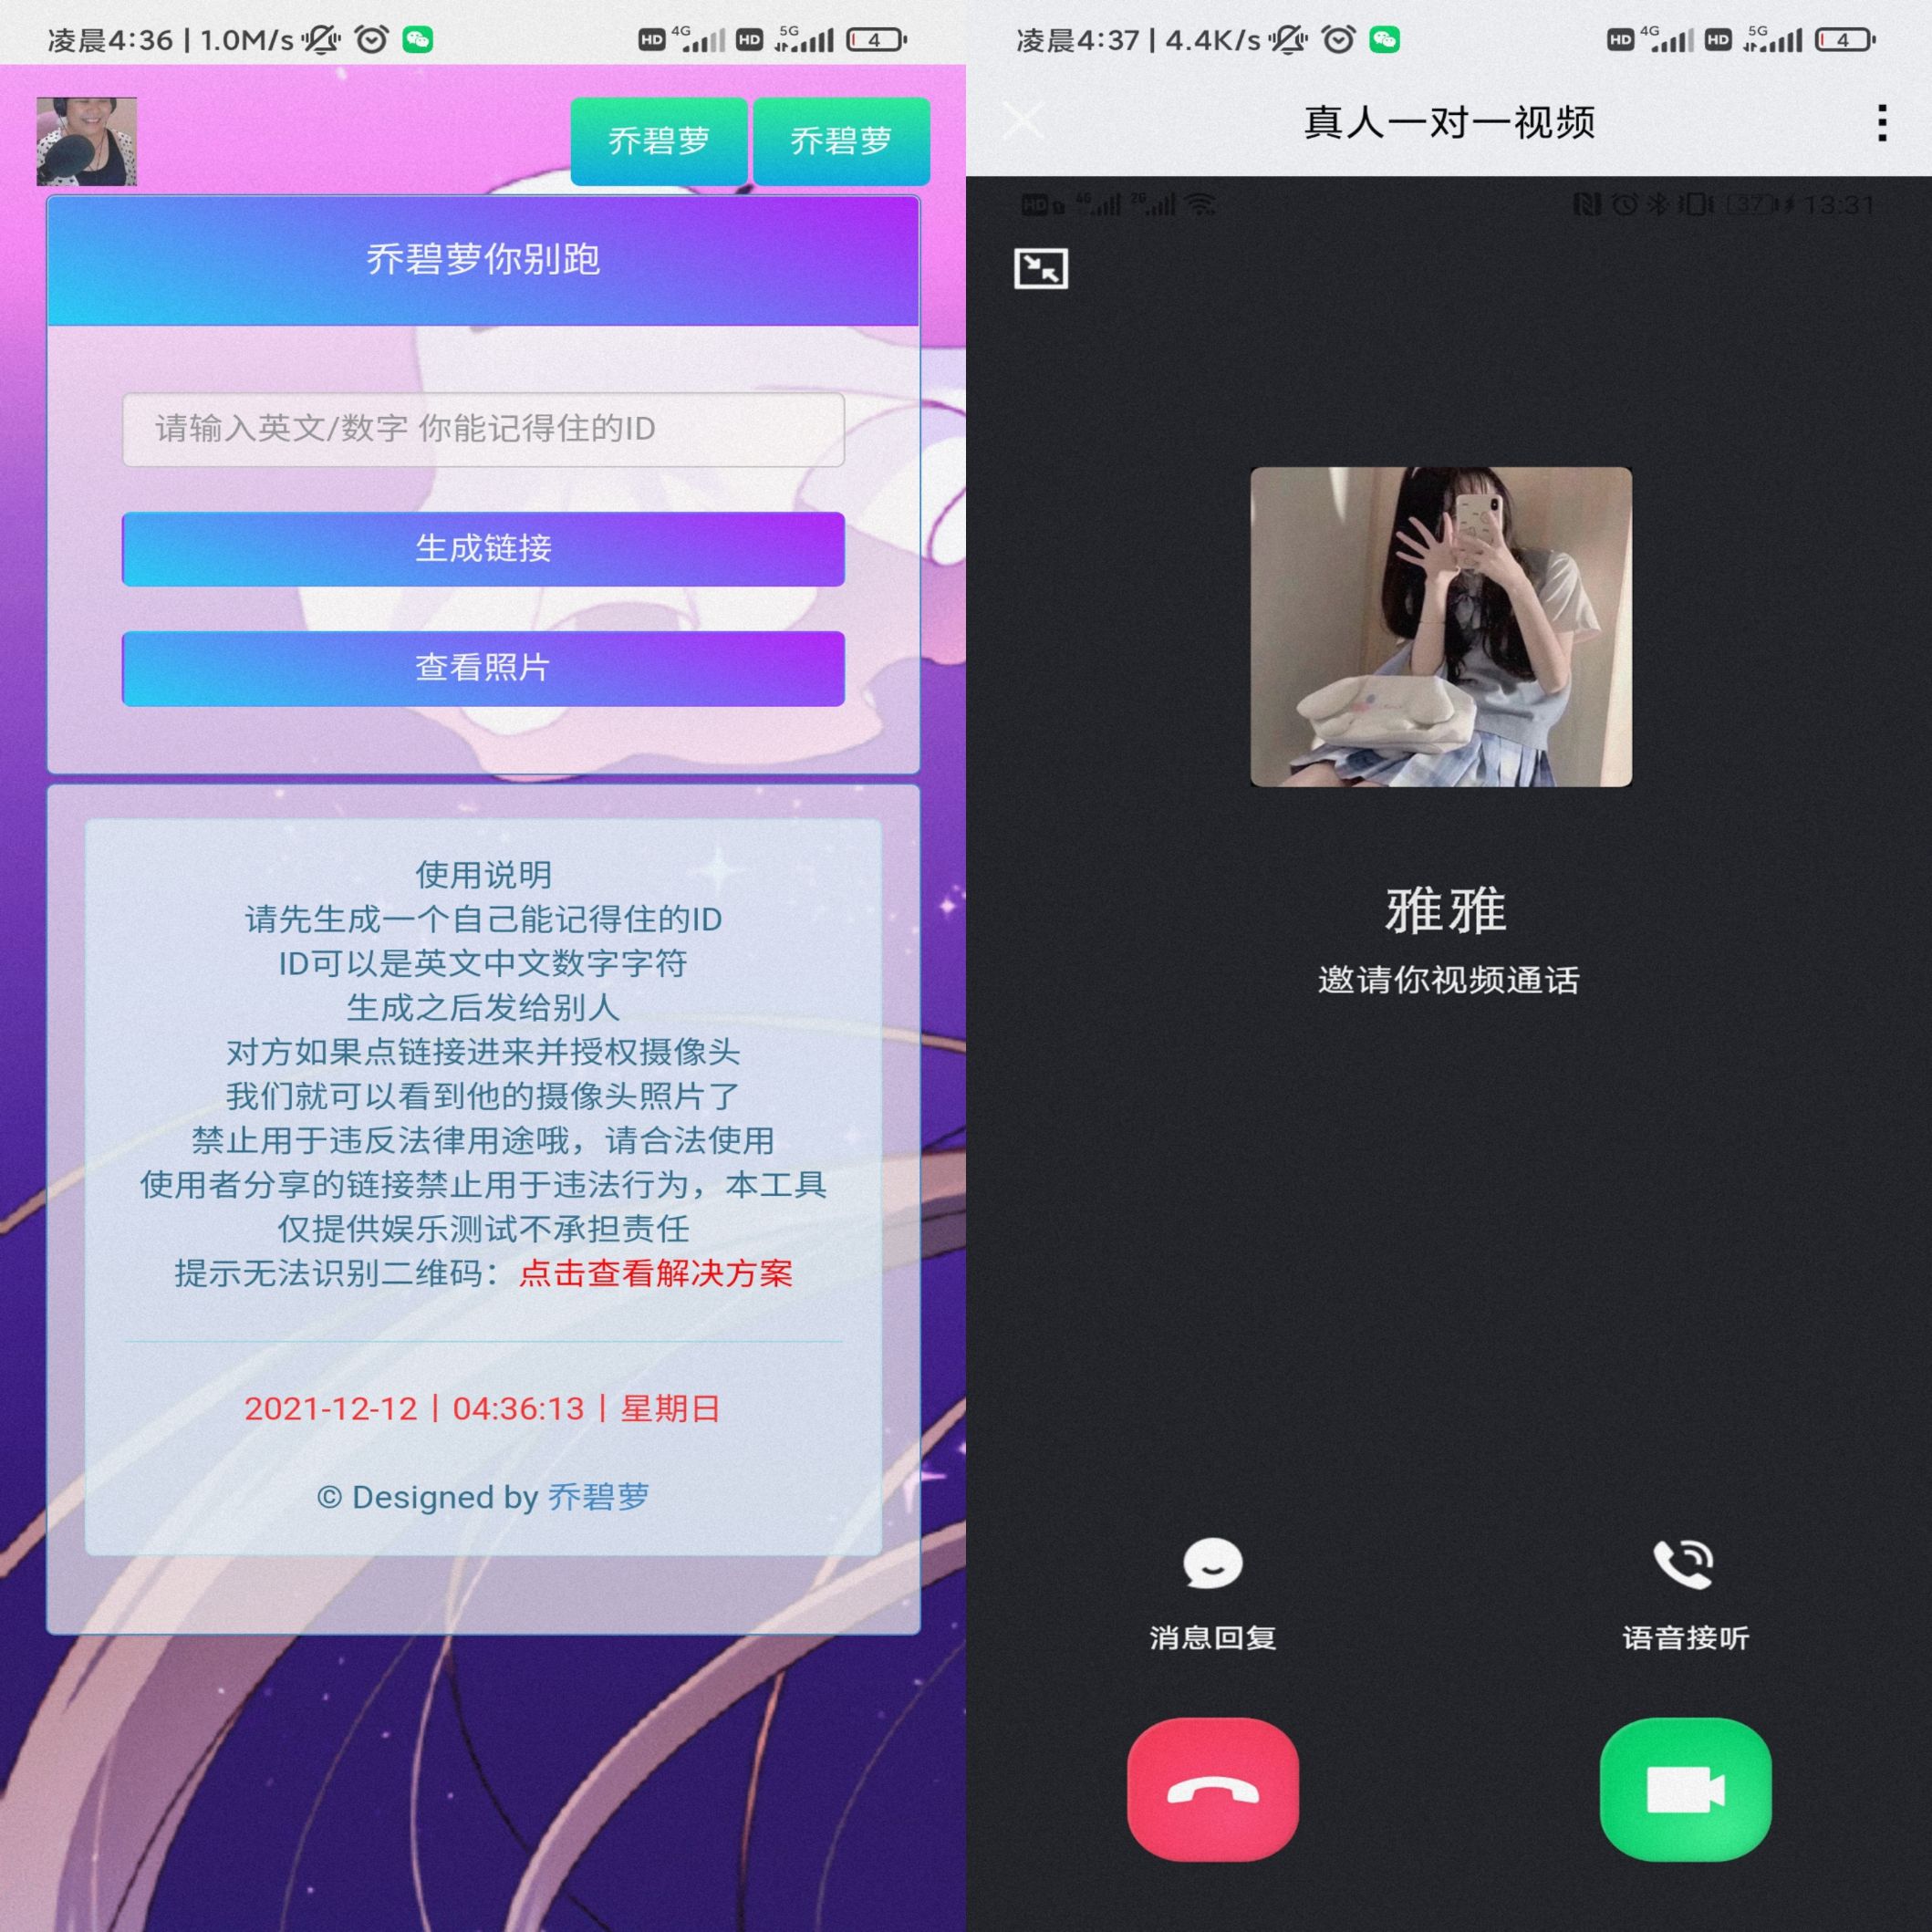 凌晨4:36 | 1.0M/s
HD 4G HD 5G 4
乔碧萝 乔碧萝
乔碧萝你别跑
请输入英文/数字 你能记得住的ID
生成链接
查看照片
使用说明
请先生成一个自己能记得住的ID
ID可以是英文中文数字字符
生成之后发给别人
对方如果点链接进来并授权摄像头
我们就可以看到他的摄像头照片了
禁止用于违反法律用途哦，请合法使用
使用者分享的链接禁止用于违法行为，本工具
仅提供娱乐测试不承担责任
提示无法识别二维码：点击查看解决方案
2021-12-12 | 04:36:13 | 星期日
© Designed by 乔碧萝
凌晨4:37 | 4.4K/s
HD 4G HD 5G 4
真人一对一视频
HD 4G 2G 37 13:31
雅雅
邀请你视频通话
消息回复 语音接听